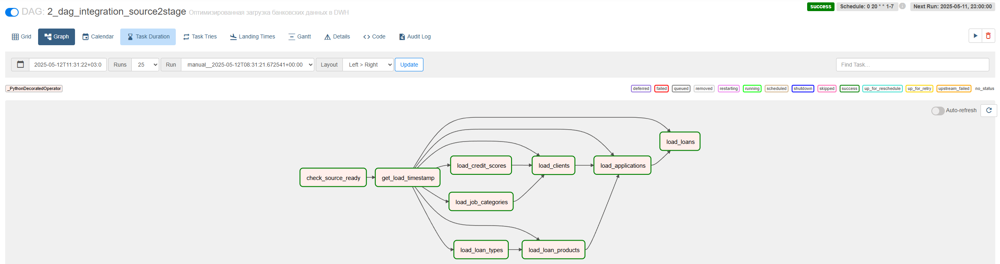 DAG: 2_dag_integration_source2stage Оптимизированная загрузка банковских данных в DWH
success Schedule: 0 20 * * 1-7 i Next Run: 2025-05-11, 23:00:00
Grid Graph Calendar Task Duration Task Tries Landing Times Gantt Details Code Audit Log
2025-05-12T11:31:22+03:0 Runs 25 Run manual__2025-05-12T08:31:21.672541+00:00 Layout Left > Right Update Find Task...
_PythonDecoratedOperator deferred failed queued removed restarting running scheduled shutdown skipped success up_for_reschedule up_for_retry upstream_failed no_status
Auto-refresh
load_loans
load_credit_scores load_clients load_applications
check_source_ready get_load_timestamp
load_job_categories
load_loan_types load_loan_products